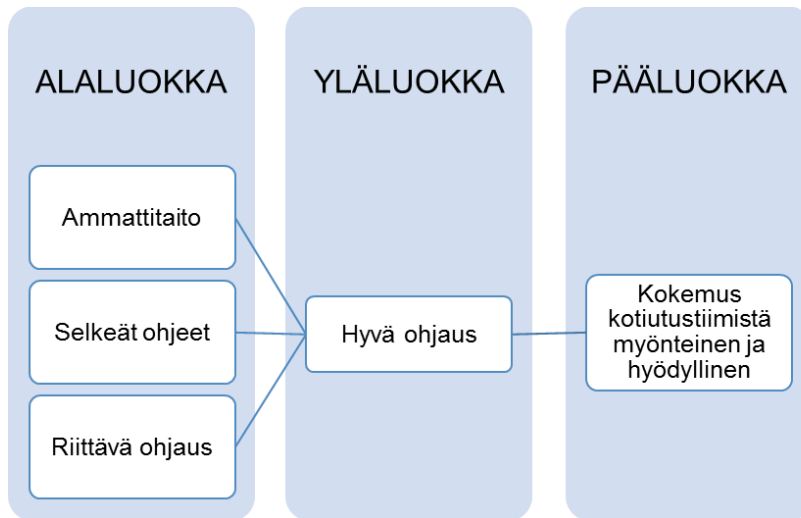 ALALUOKKA
YLÄLUOKKA
PÄÄLUOKKA
Ammattitaito
Selkeät ohjeet
Riittävä ohjaus
Hyvä ohjaus
Kokemus
kotiutustiimistä
myönteinen ja
hyödyllinen